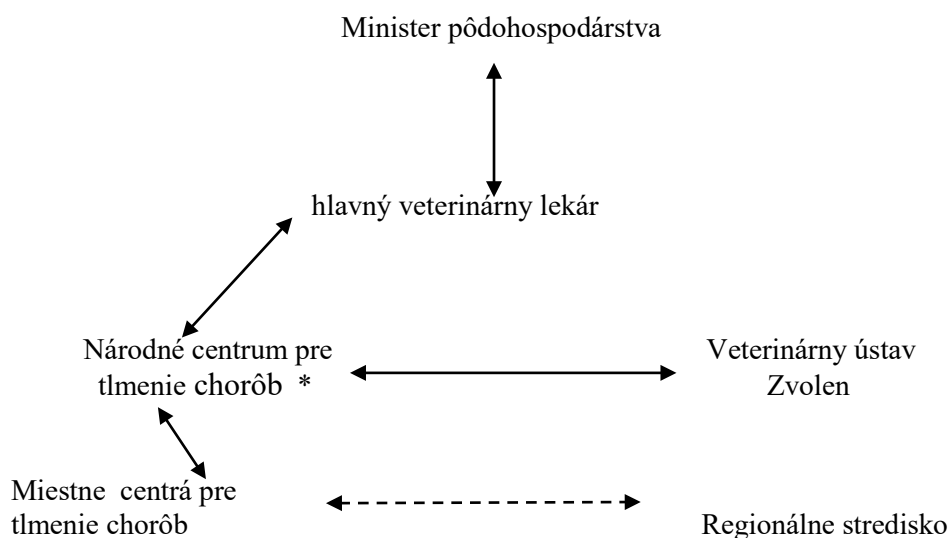 Minister pôdohospodárstva
hlavný veterinárny lekár
Národné centrum pre
tlmenie chorôb *
Veterinárny ústav
Zvolen
Miestne centrá pre
tlmenie chorôb
Regionálne stredisko